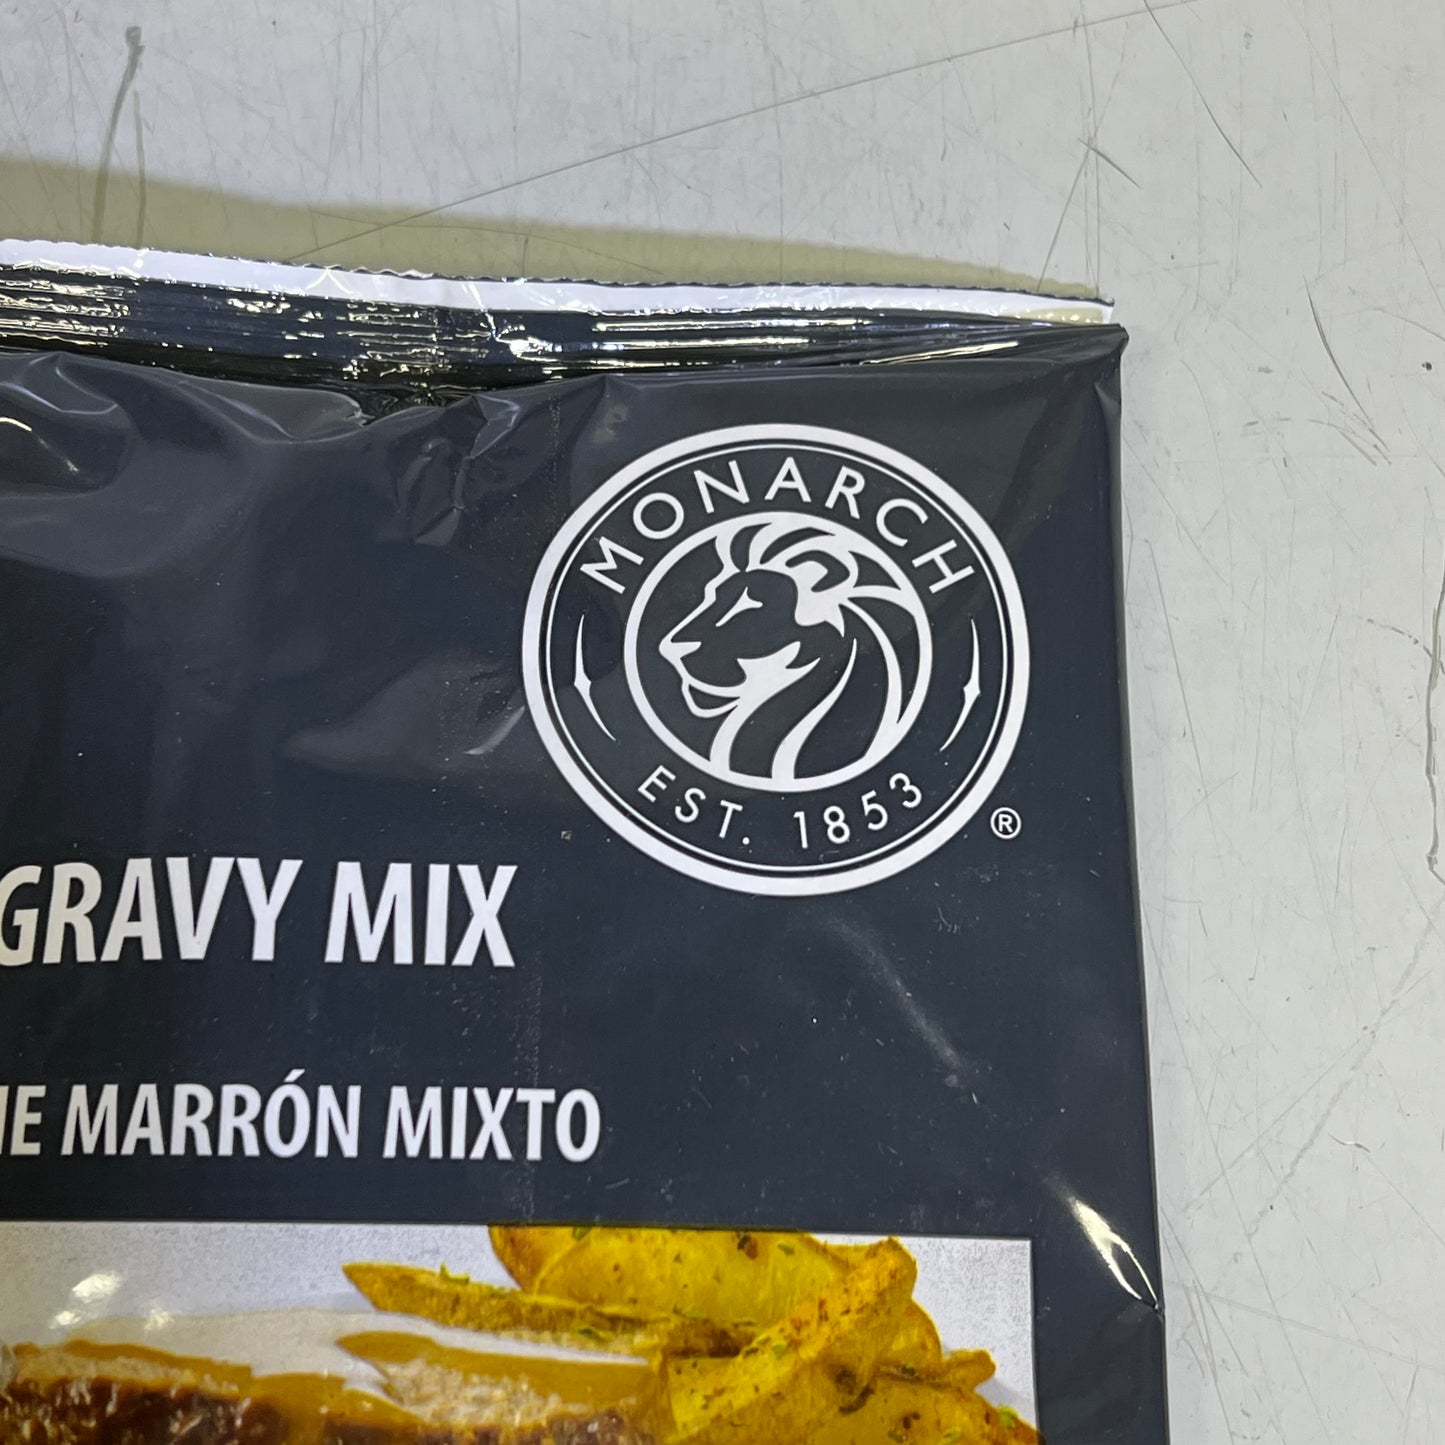 MONARCH
EST. 1853
®
GRAVY MIX
MARRÓN MIXTO